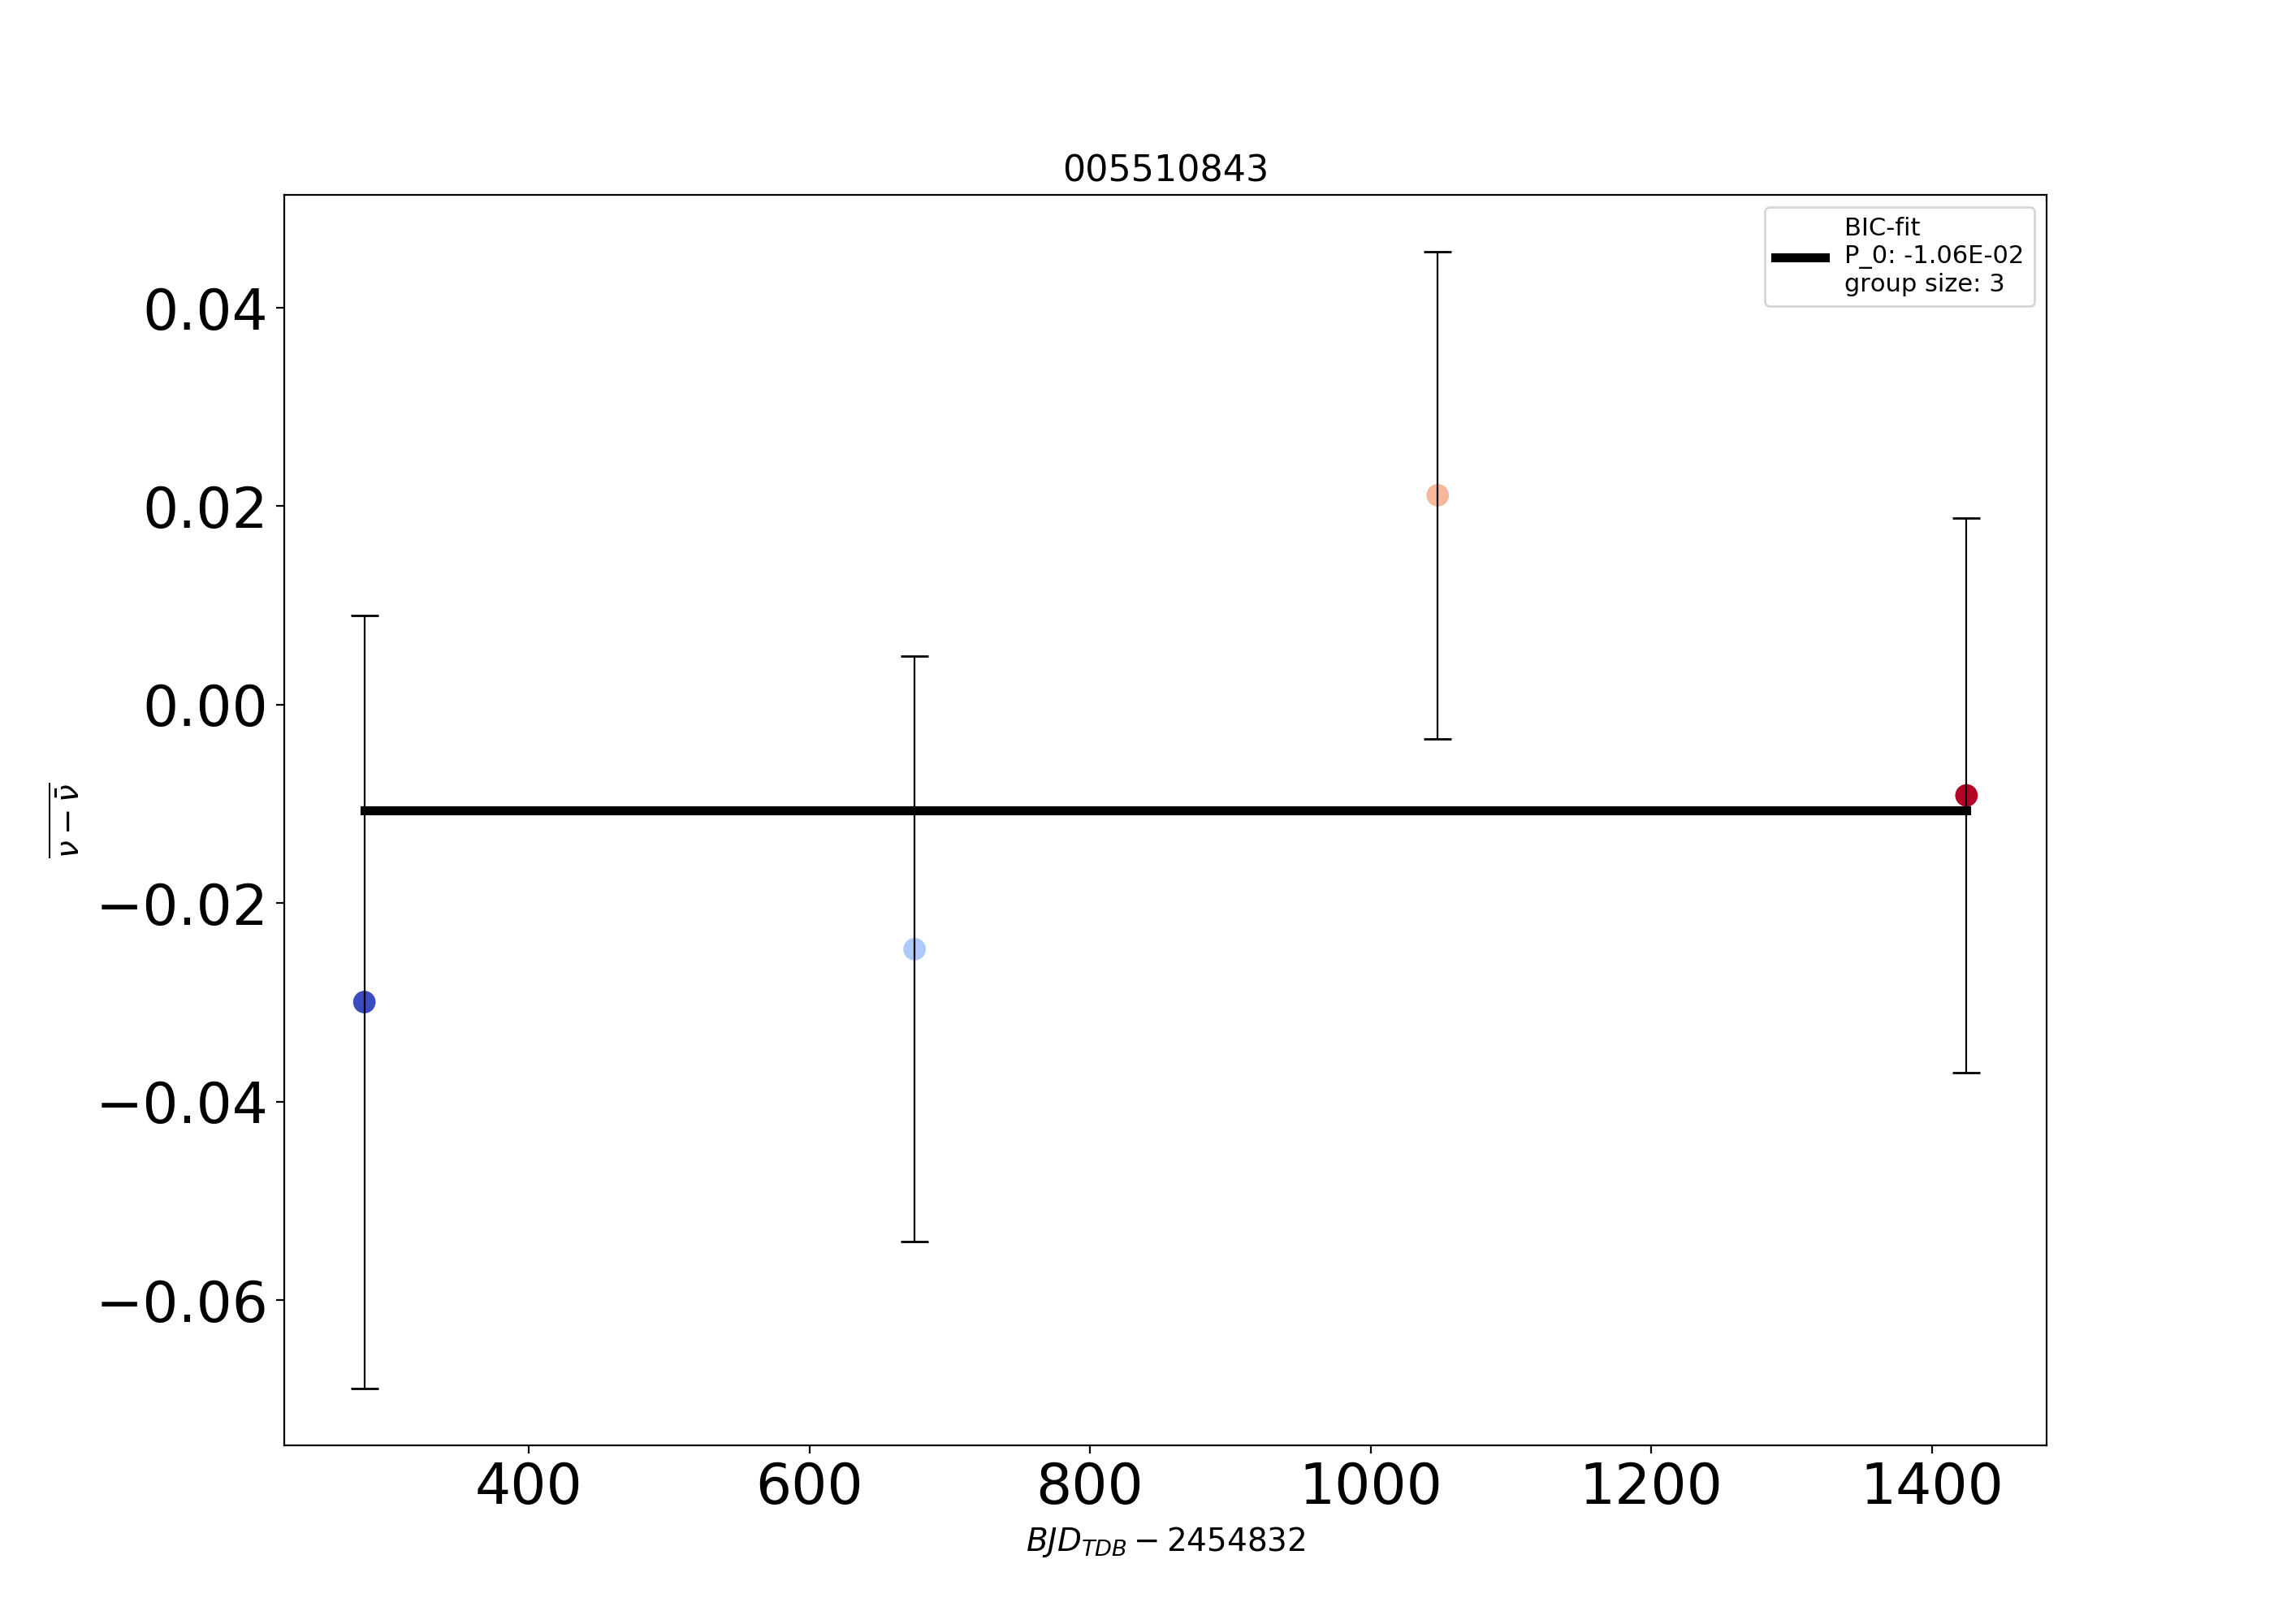 005510843
BIC-fit
P_0: -1.06E-02
group size: 3
0.04
0.02
0.00
−0.02
−0.04
−0.06
ν − ν̄
400 600 800 1000 1200 1400
BJD_TDB − 2454832